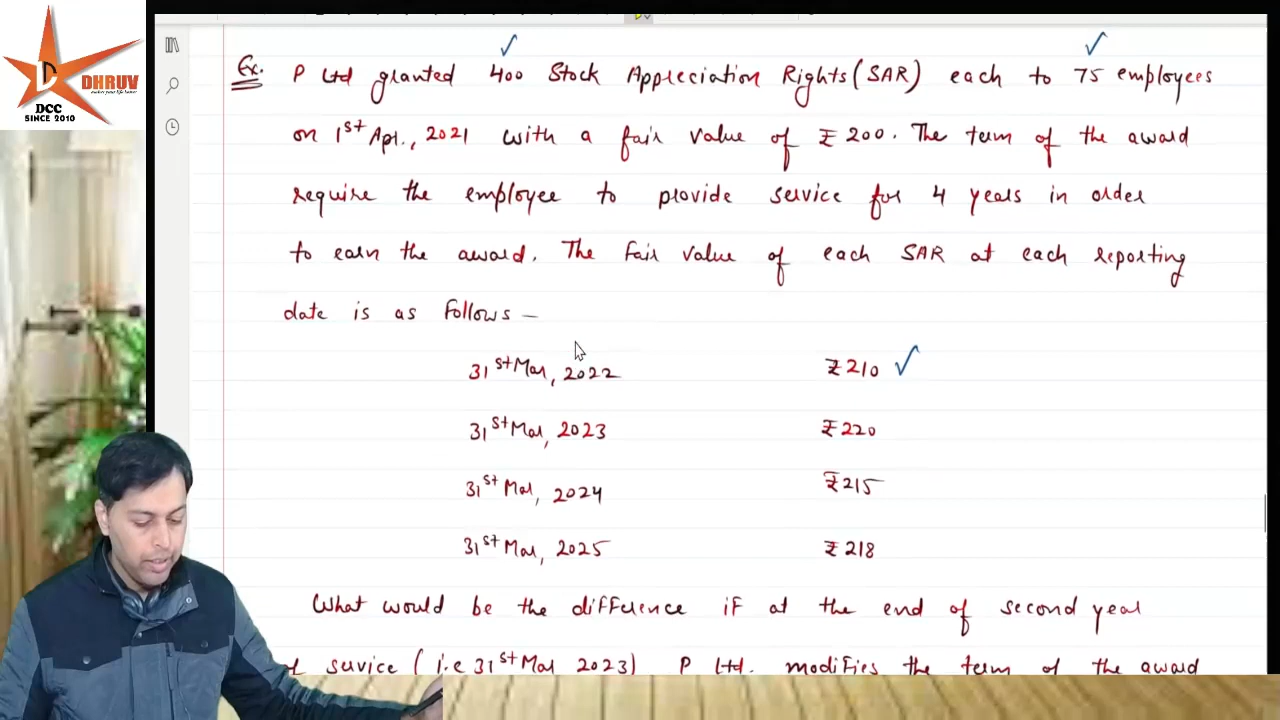 D
DHRUV
makes your life better
DCC
SINCE 2010
Ex. P Ltd granted 400 Stock Appreciation Rights (SAR) each to 75 employees
on 1st Apr., 2021 with a fair value of ₹ 200. The term of the award
require the employee to provide service for 4 years in order
to earn the award. The Fair value of each SAR at each reporting
date is as follows –
31st Mar, 2022 ₹ 210
31st Mar, 2023 ₹ 220
31st Mar, 2024 ₹ 215
31st Mar, 2025 ₹ 218
What would be the difference if at the end of second year
of service (i.e 31st Mar 2023) P Ltd. modifies the term of the award